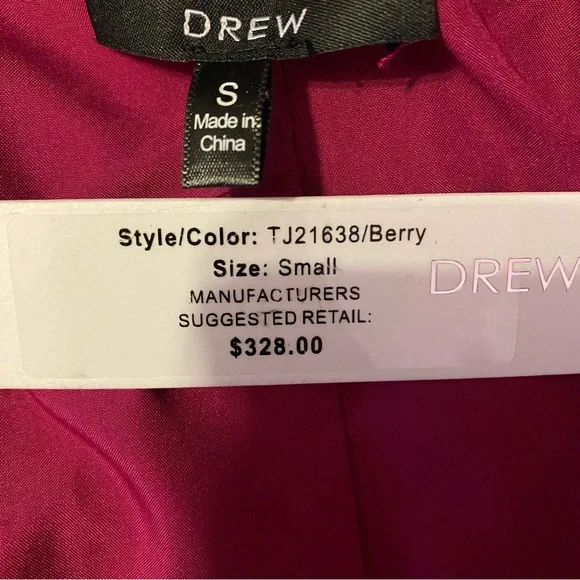 DREW
S
Made in
China
Style/Color: TJ21638/Berry
Size: Small
MANUFACTURERS
SUGGESTED RETAIL:
$328.00
DREW